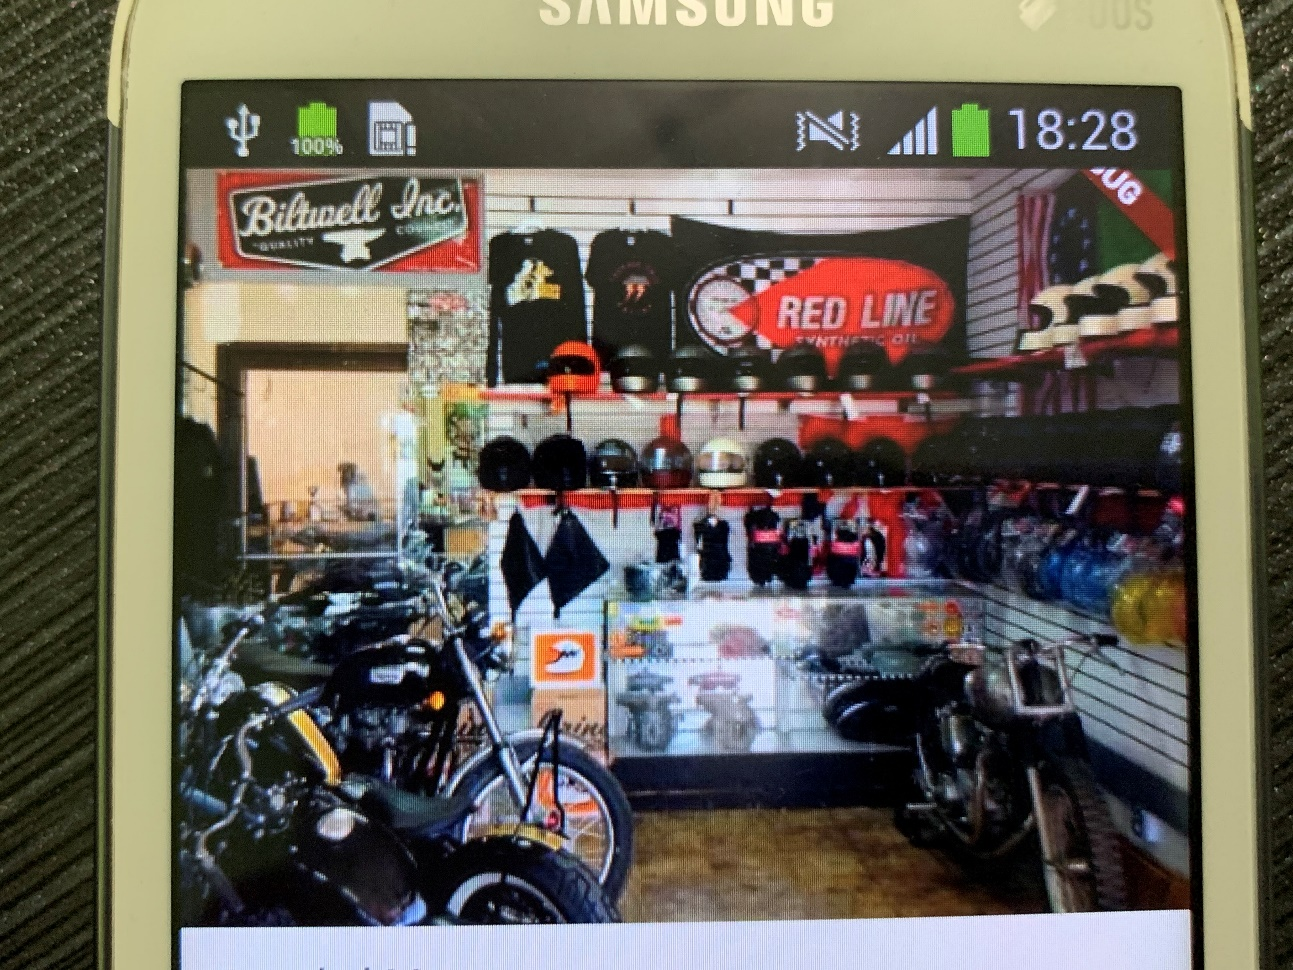 SAMSUNG
100%
18:28
Biltwell Inc.
QUALITY
RED LINE
SYNTHETIC OIL